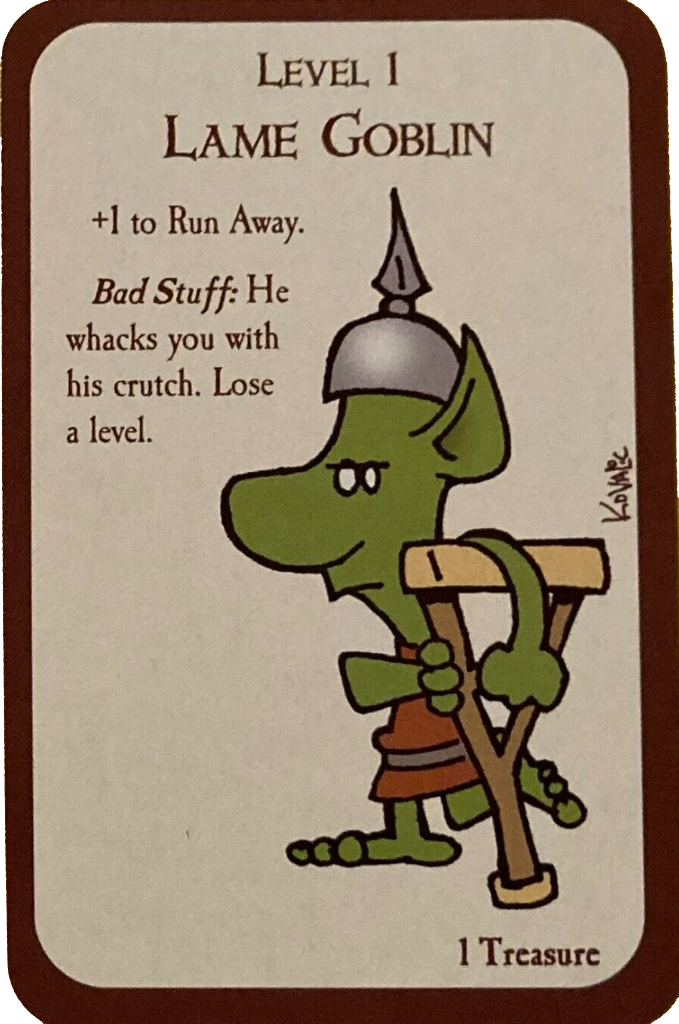 LEVEL 1
LAME GOBLIN
+1 to Run Away.
Bad Stuff: He
whacks you with
his crutch. Lose
a level.
KOVALIC
1 Treasure